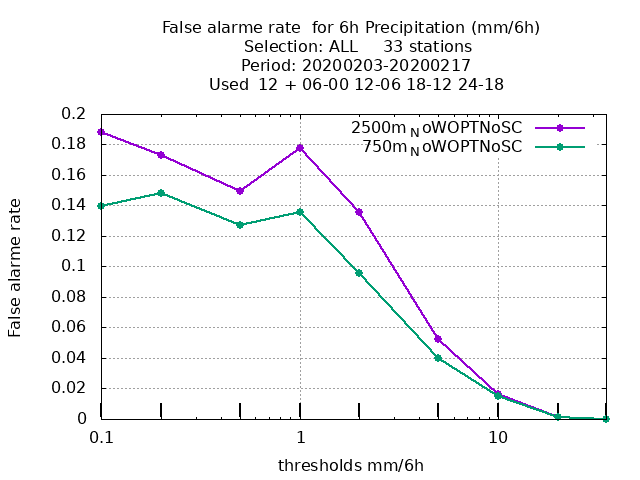 False alarme rate  for 6h Precipitation (mm/6h)
Selection: ALL     33 stations
Period: 20200203-20200217
Used  12 + 06-00 12-06 18-12 24-18
2500m_NoWOPTNoSC
750m_NoWOPTNoSC
False alarme rate
0.2
0.18
0.16
0.14
0.12
0.1
0.08
0.06
0.04
0.02
0
0.1 1 10
thresholds mm/6h